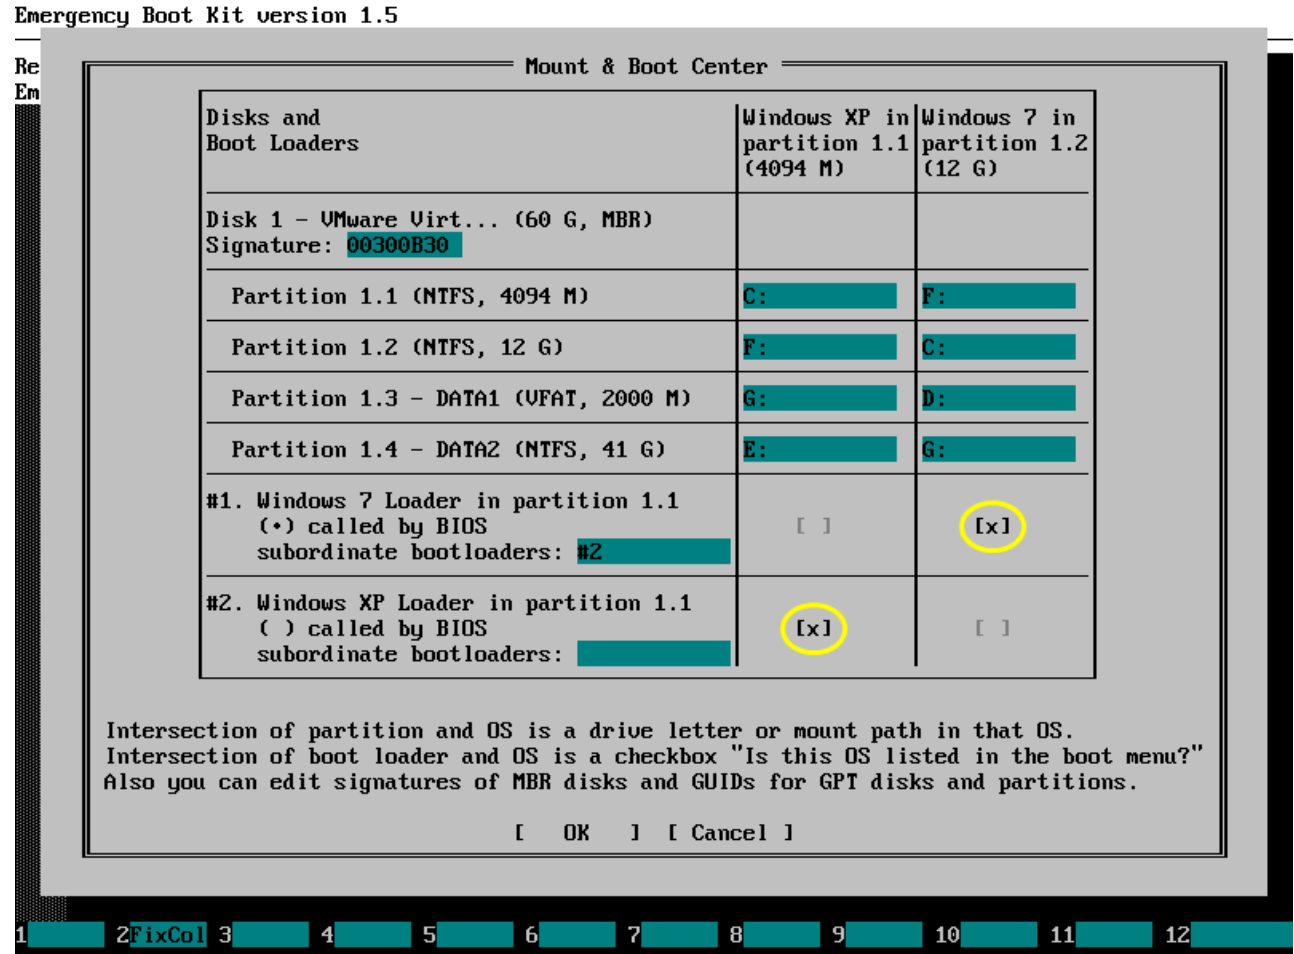 Emergency Boot Kit version 1.5
Re
Em
Mount & Boot Center
Disks and
Boot Loaders
Windows XP in
partition 1.1
(4094 M)
Windows 7 in
partition 1.2
(12 G)
Disk 1 - VMware Virt... (60 G, MBR)
Signature: 00300B30
Partition 1.1 (NTFS, 4094 M) C: F:
Partition 1.2 (NTFS, 12 G) F: C:
Partition 1.3 - DATA1 (VFAT, 2000 M) G: D:
Partition 1.4 - DATA2 (NTFS, 41 G) E: G:
#1. Windows 7 Loader in partition 1.1
(•) called by BIOS [ ] [x]
subordinate bootloaders: #2
#2. Windows XP Loader in partition 1.1
( ) called by BIOS [x] [ ]
subordinate bootloaders:
Intersection of partition and OS is a drive letter or mount path in that OS.
Intersection of boot loader and OS is a checkbox "Is this OS listed in the boot menu?"
Also you can edit signatures of MBR disks and GUIDs for GPT disks and partitions.
[ OK ] [ Cancel ]
1 2FixCol 3 4 5 6 7 8 9 10 11 12